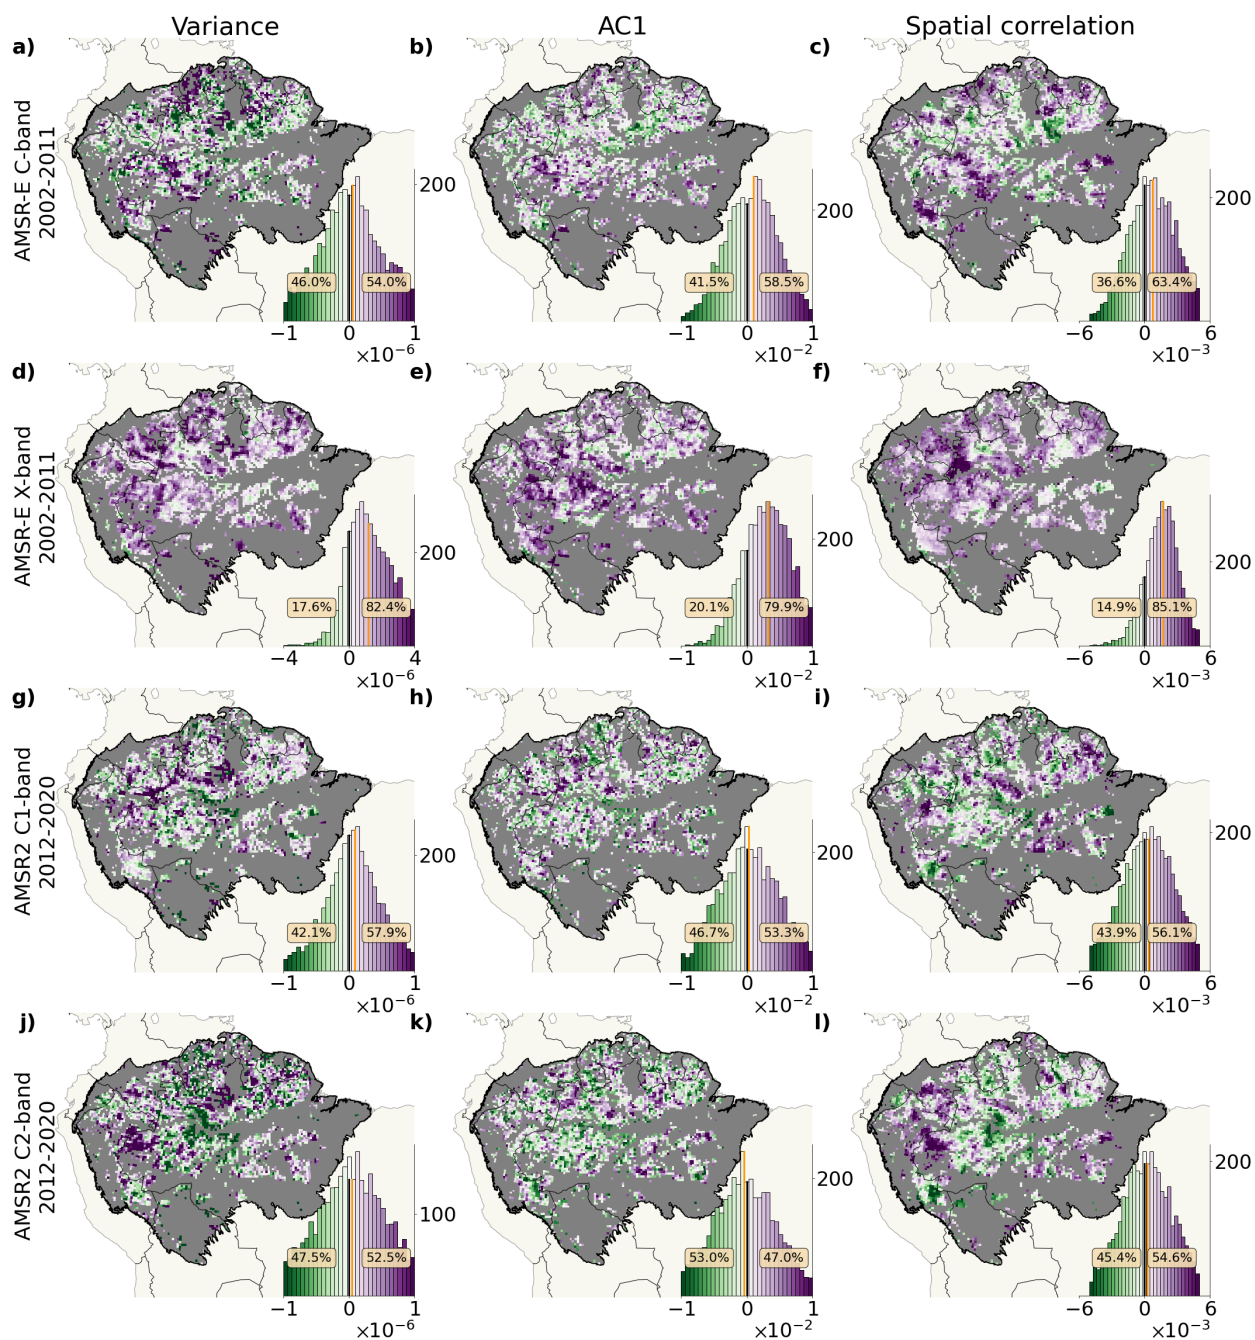 Variance AC1 Spatial correlation
a) b) c)
AMSR-E C-band
2002-2011
200 200 200
46.0% 54.0% 41.5% 58.5% 36.6% 63.4%
−1 0 1 −1 0 1 −6 0 6
×10⁻⁶ ×10⁻² ×10⁻³
d) e) f)
AMSR-E X-band
2002-2011
200 200 200
17.6% 82.4% 20.1% 79.9% 14.9% 85.1%
−4 0 4 −1 0 1 −6 0 6
×10⁻⁶ ×10⁻² ×10⁻³
g) h) i)
AMSR2 C1-band
2012-2020
200 200 200
42.1% 57.9% 46.7% 53.3% 43.9% 56.1%
−1 0 1 −1 0 1 −6 0 6
×10⁻⁶ ×10⁻² ×10⁻³
j) k) l)
AMSR2 C2-band
2012-2020
100 200 200
47.5% 52.5% 53.0% 47.0% 45.4% 54.6%
−1 0 1 −1 0 1 −6 0 6
×10⁻⁶ ×10⁻² ×10⁻³